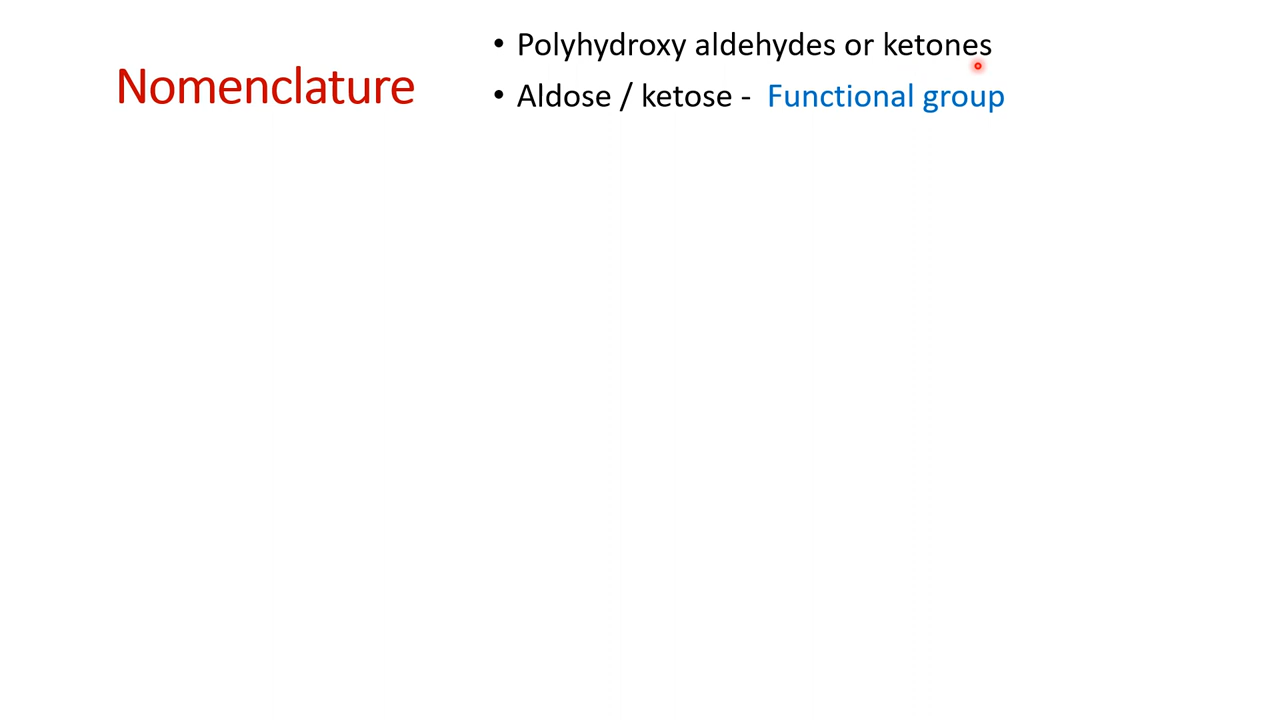 Nomenclature
• Polyhydroxy aldehydes or ketones
• Aldose / ketose - Functional group